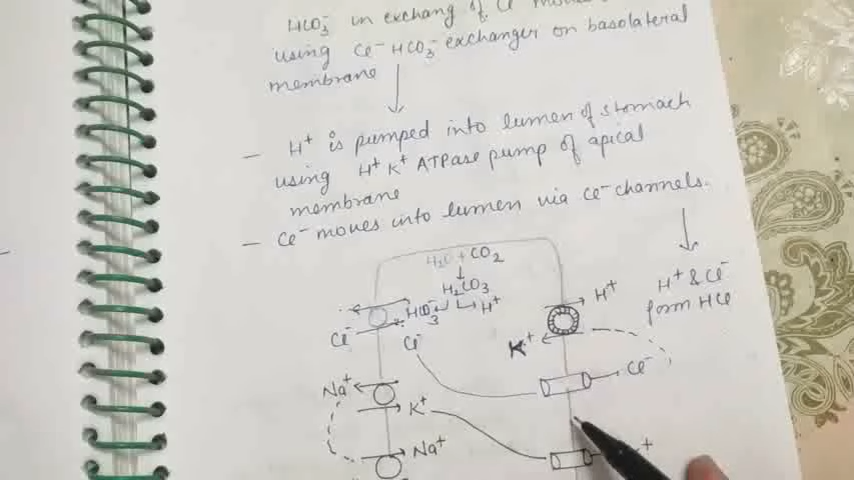 HCO3⁻ in exchang of Cl⁻
using Cl⁻ HCO3⁻ exchanger on basolateral
membrane
- H⁺ is pumped into lumen of stomach
using H⁺ K⁺ ATPase pump of apical
membrane
- Cl⁻ moves into lumen via Cl⁻ channels.
H2O + CO2
H2CO3
HCO3⁻ H⁺
H⁺
H⁺ & Cl⁻
form HCl
Cl⁻
Cl⁻
K⁺
Cl⁻
Na⁺
K⁺
Na⁺
+